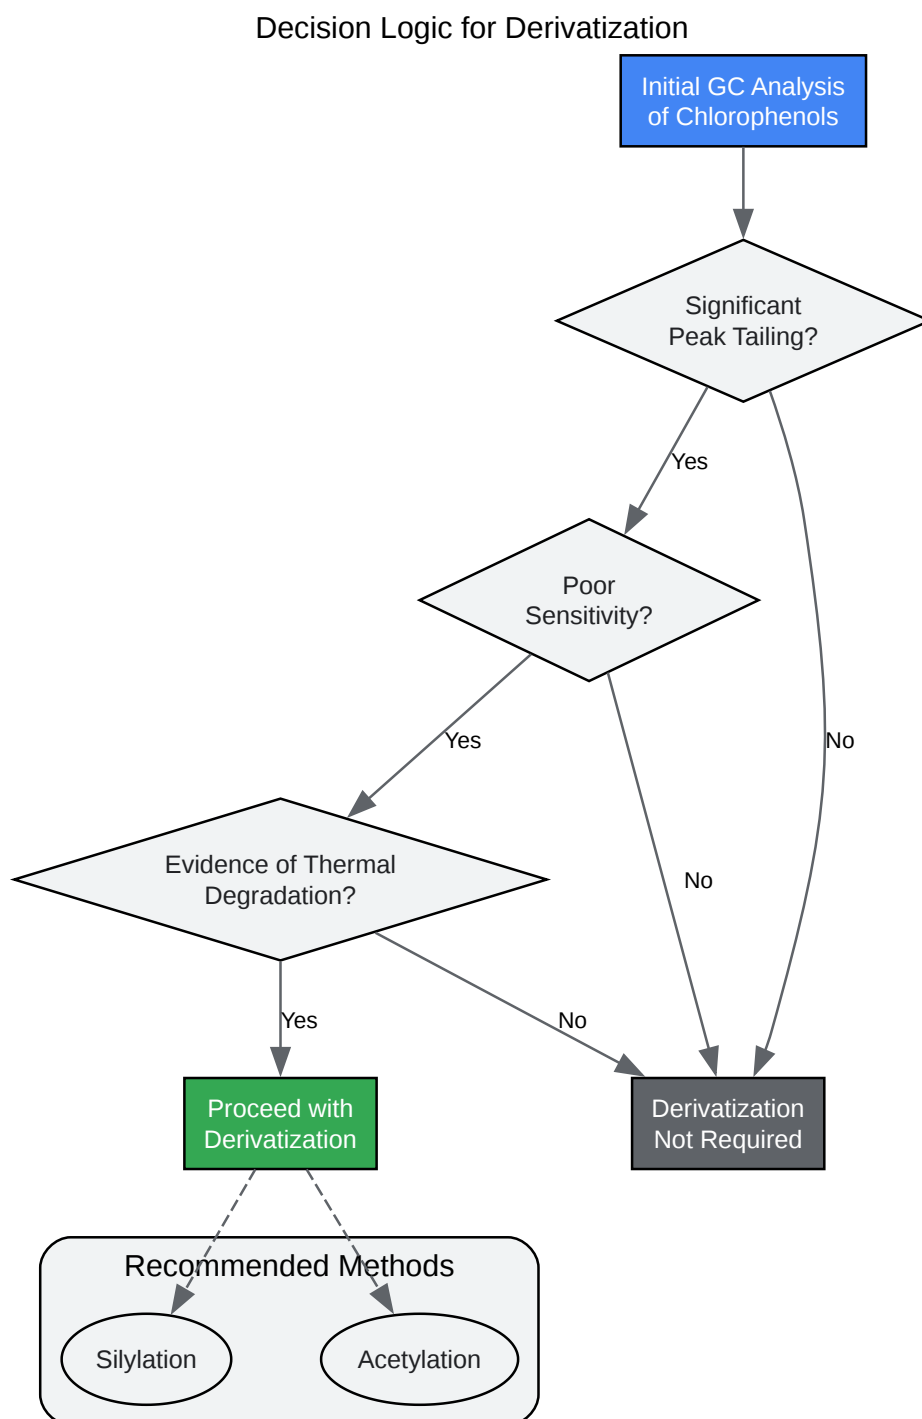 Decision Logic for Derivatization
Initial GC Analysis
of Chlorophenols
Significant
Peak Tailing?
Yes
Poor
Sensitivity?
Yes
No
Evidence of Thermal
Degradation?
No
Yes
No
Proceed with
Derivatization
Derivatization
Not Required
Recommended Methods
Silylation
Acetylation